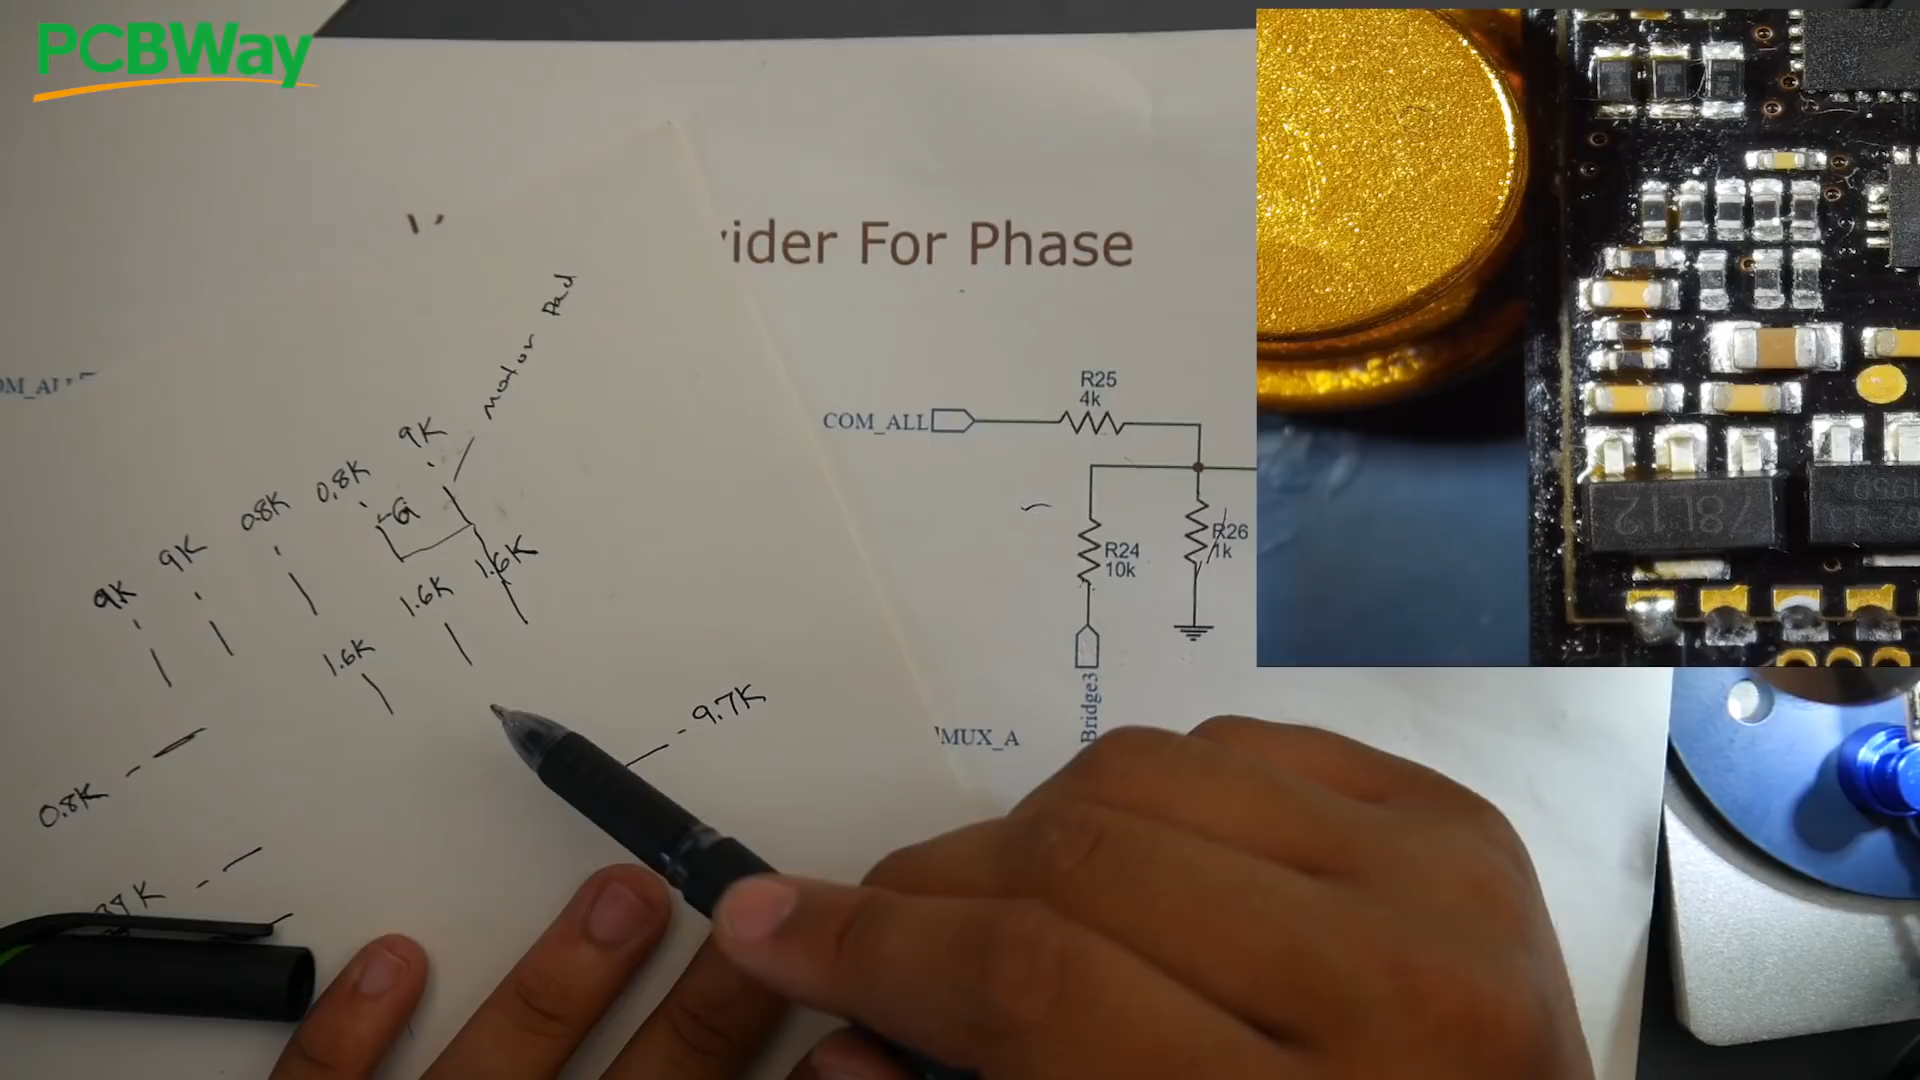 PCBWay
ider For Phase
Motor Pad
9K
0.8K
0.8K
9K
9K
G
1.6K
1.6K
1.6K
9.7K
0.8K
R25
4k
COM_ALL
R24
10k
R26
1k
Bridge3
MUX_A
78L12